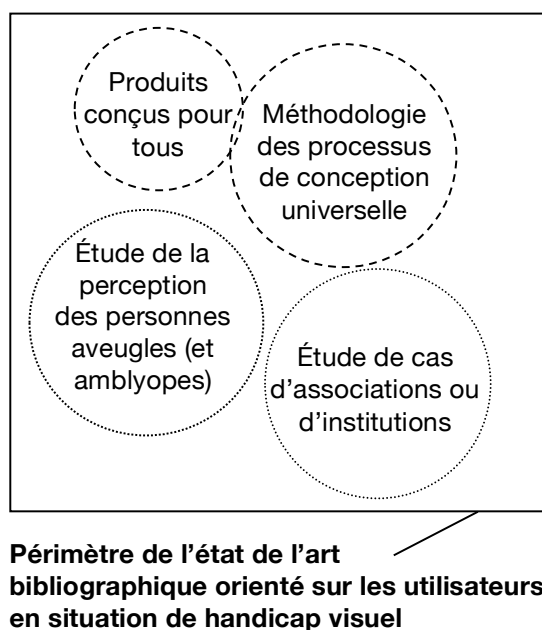 Produits
conçus pour
tous
Méthodologie
des processus
de conception
universelle
Étude de la
perception
des personnes
aveugles (et
amblyopes)
Étude de cas
d’associations ou
d’institutions
Périmètre de l’état de l’art
bibliographique orienté sur les utilisateurs
en situation de handicap visuel